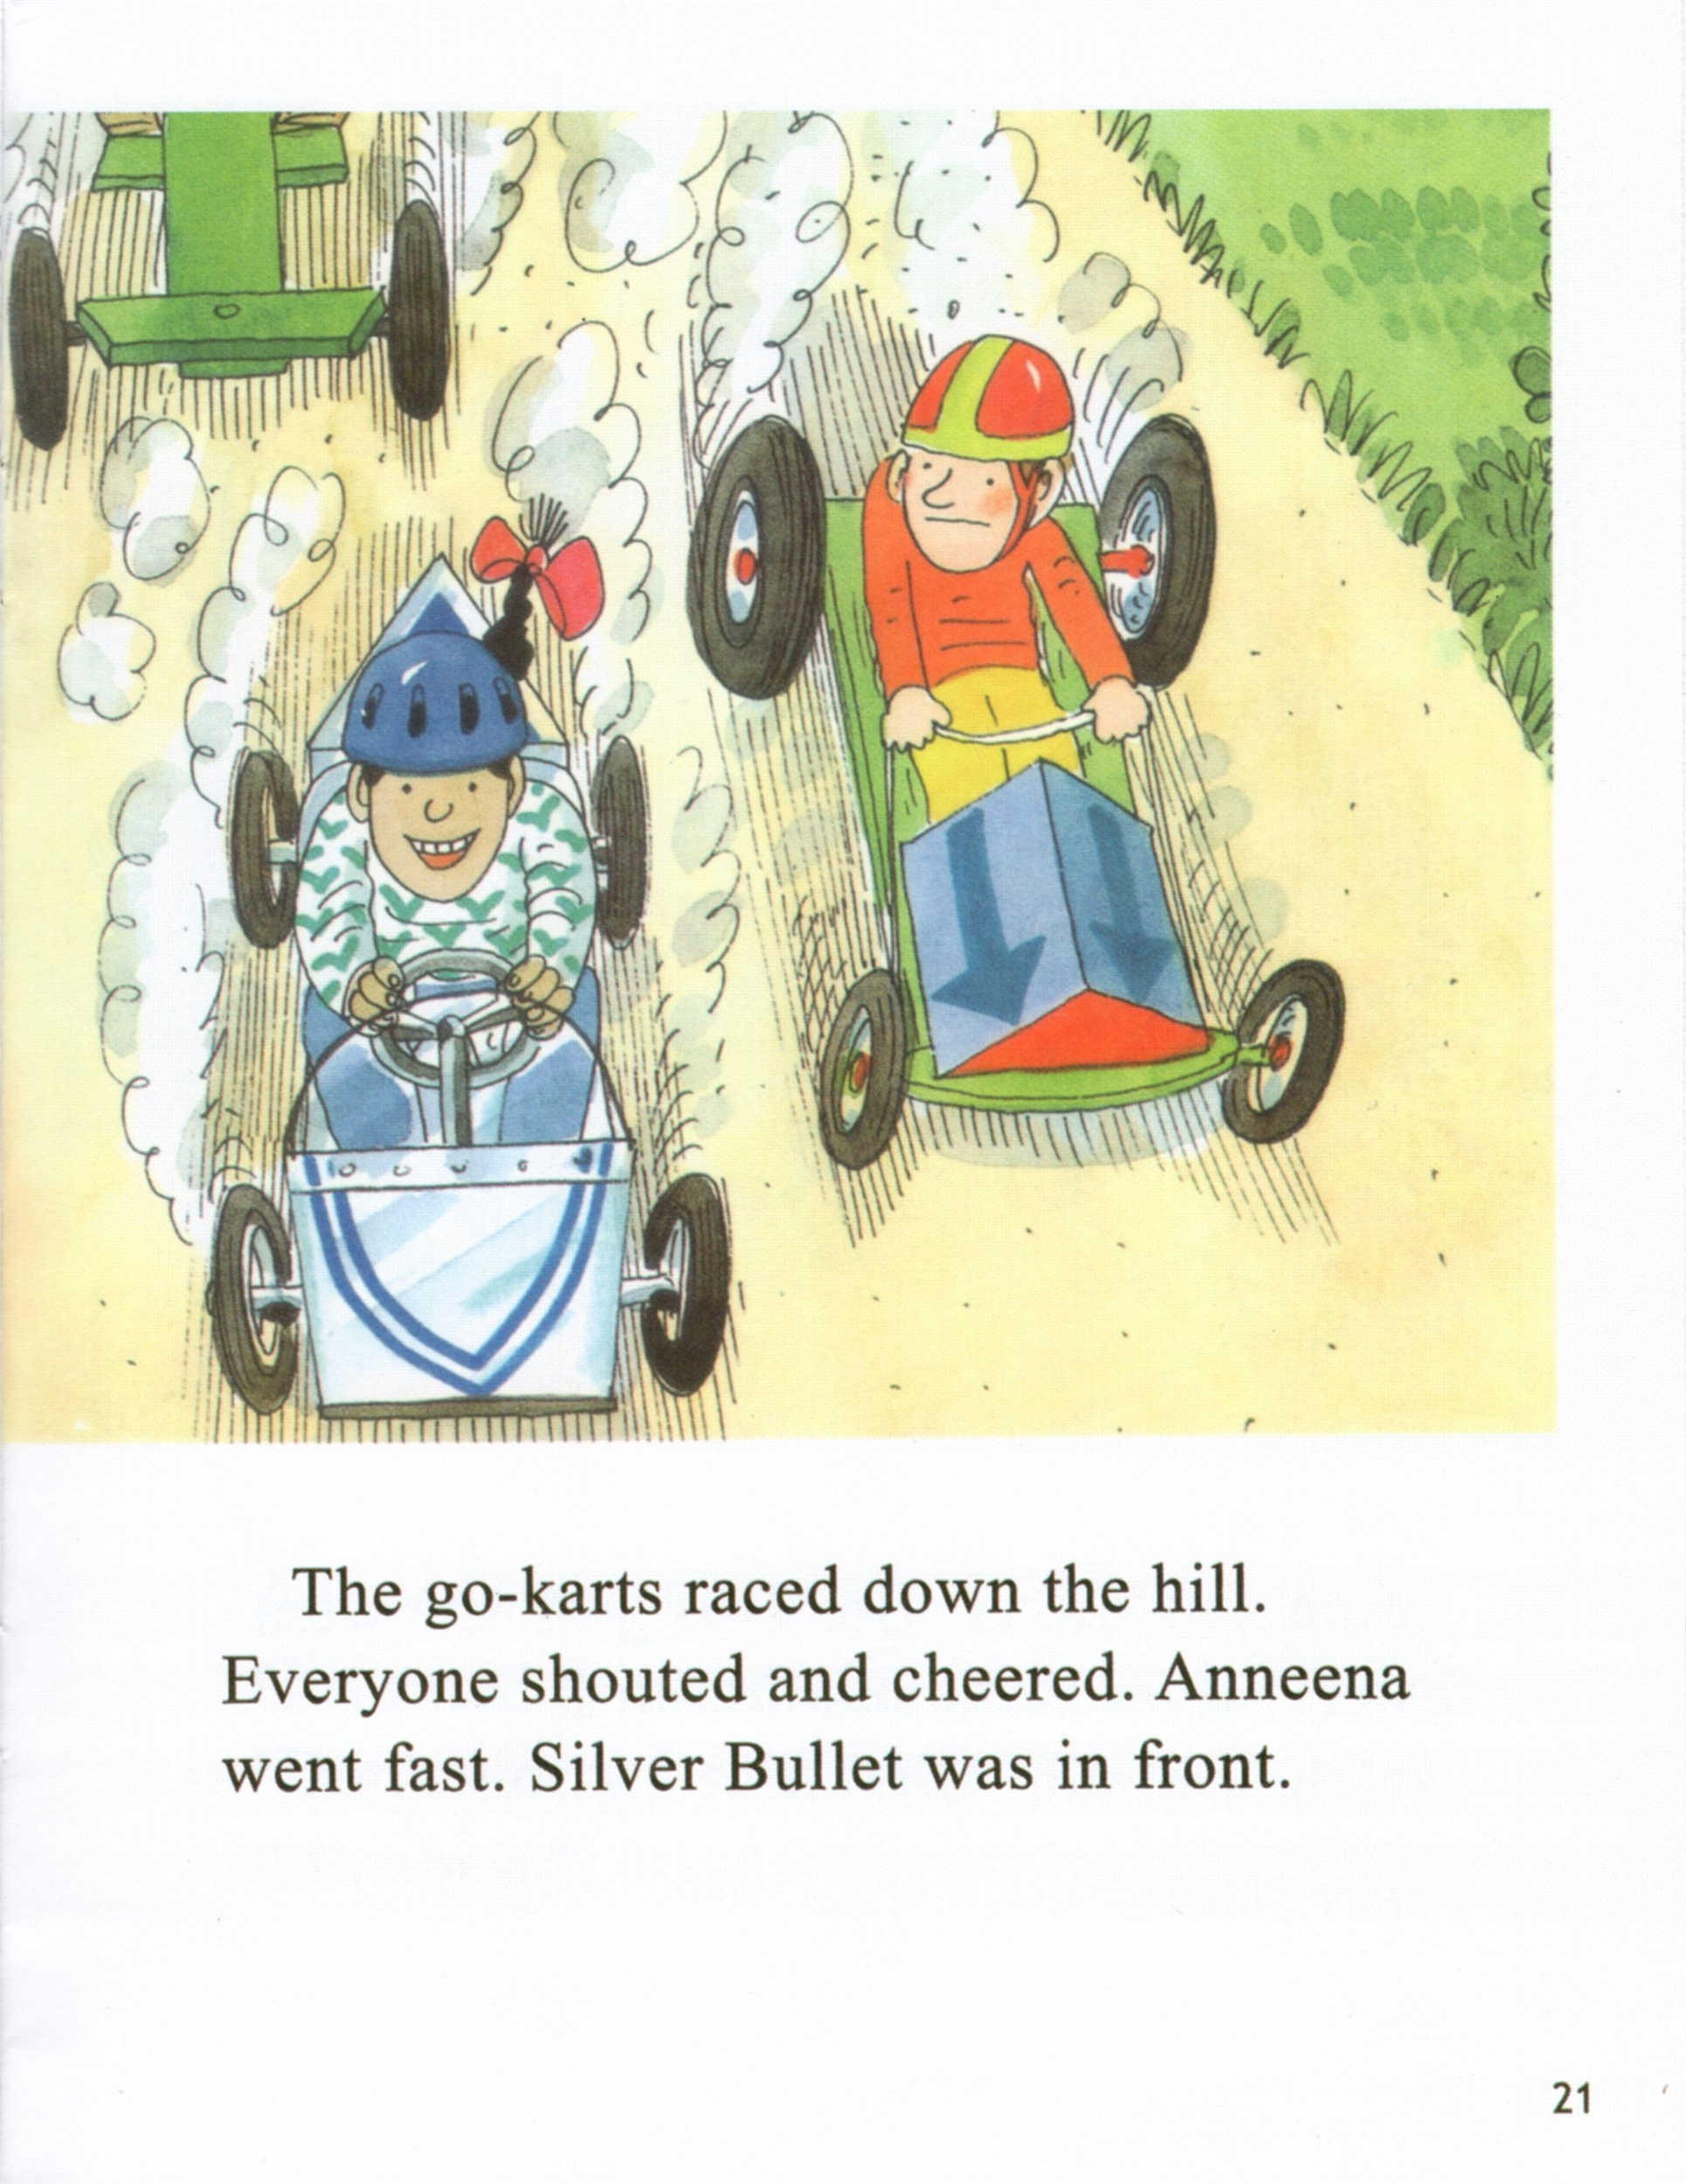 The go-karts raced down the hill.
Everyone shouted and cheered. Anneena
went fast. Silver Bullet was in front.
21